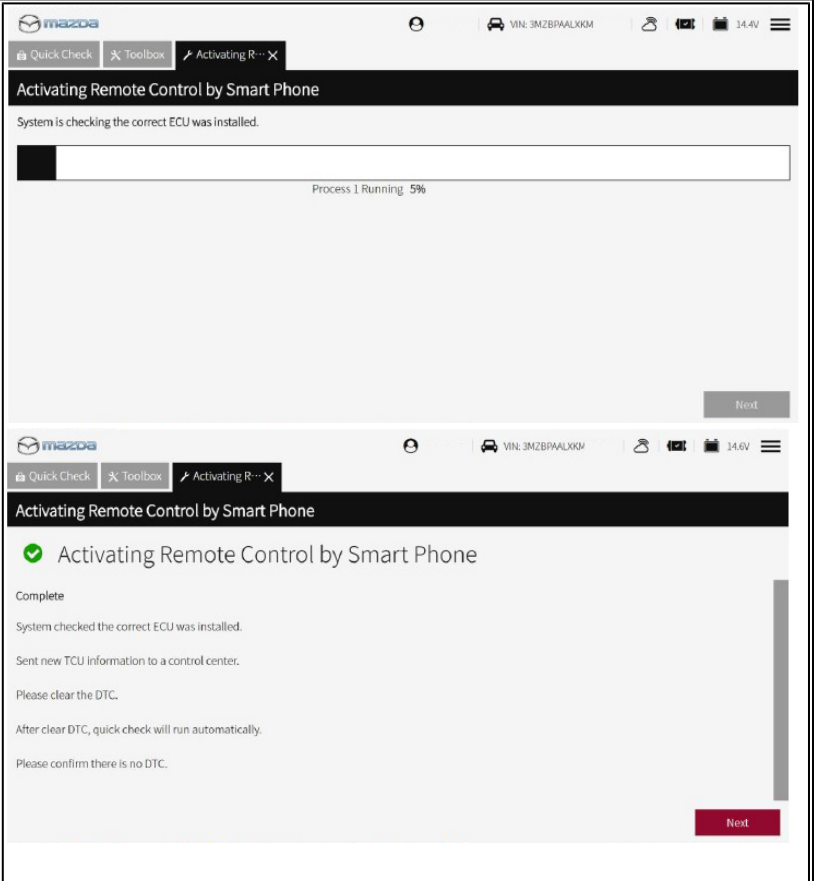 mazda
VIN: 3MZBPAALXKM
14.4V
Quick Check
Toolbox
Activating R...
Activating Remote Control by Smart Phone
System is checking the correct ECU was installed.
Process 1 Running 5%
Next
mazda
VIN: 3MZBPAALXKM
14.6V
Quick Check
Toolbox
Activating R...
Activating Remote Control by Smart Phone
Activating Remote Control by Smart Phone
Complete
System checked the correct ECU was installed.
Sent new TCU information to a control center.
Please clear the DTC.
After clear DTC, quick check will run automatically.
Please confirm there is no DTC.
Next